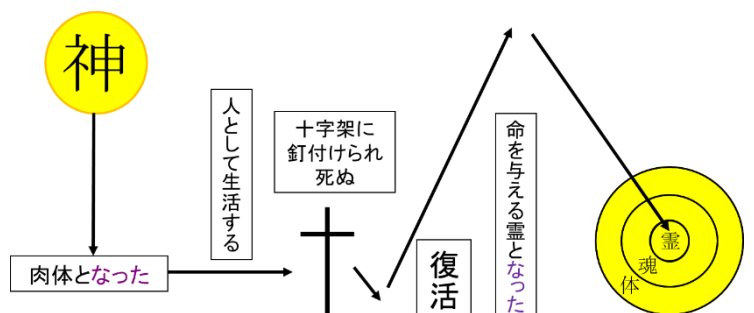 神
肉体となった
人として生活する
十字架に
釘付けられ
死ぬ
復活
命を与える霊となった
霊
魂
体